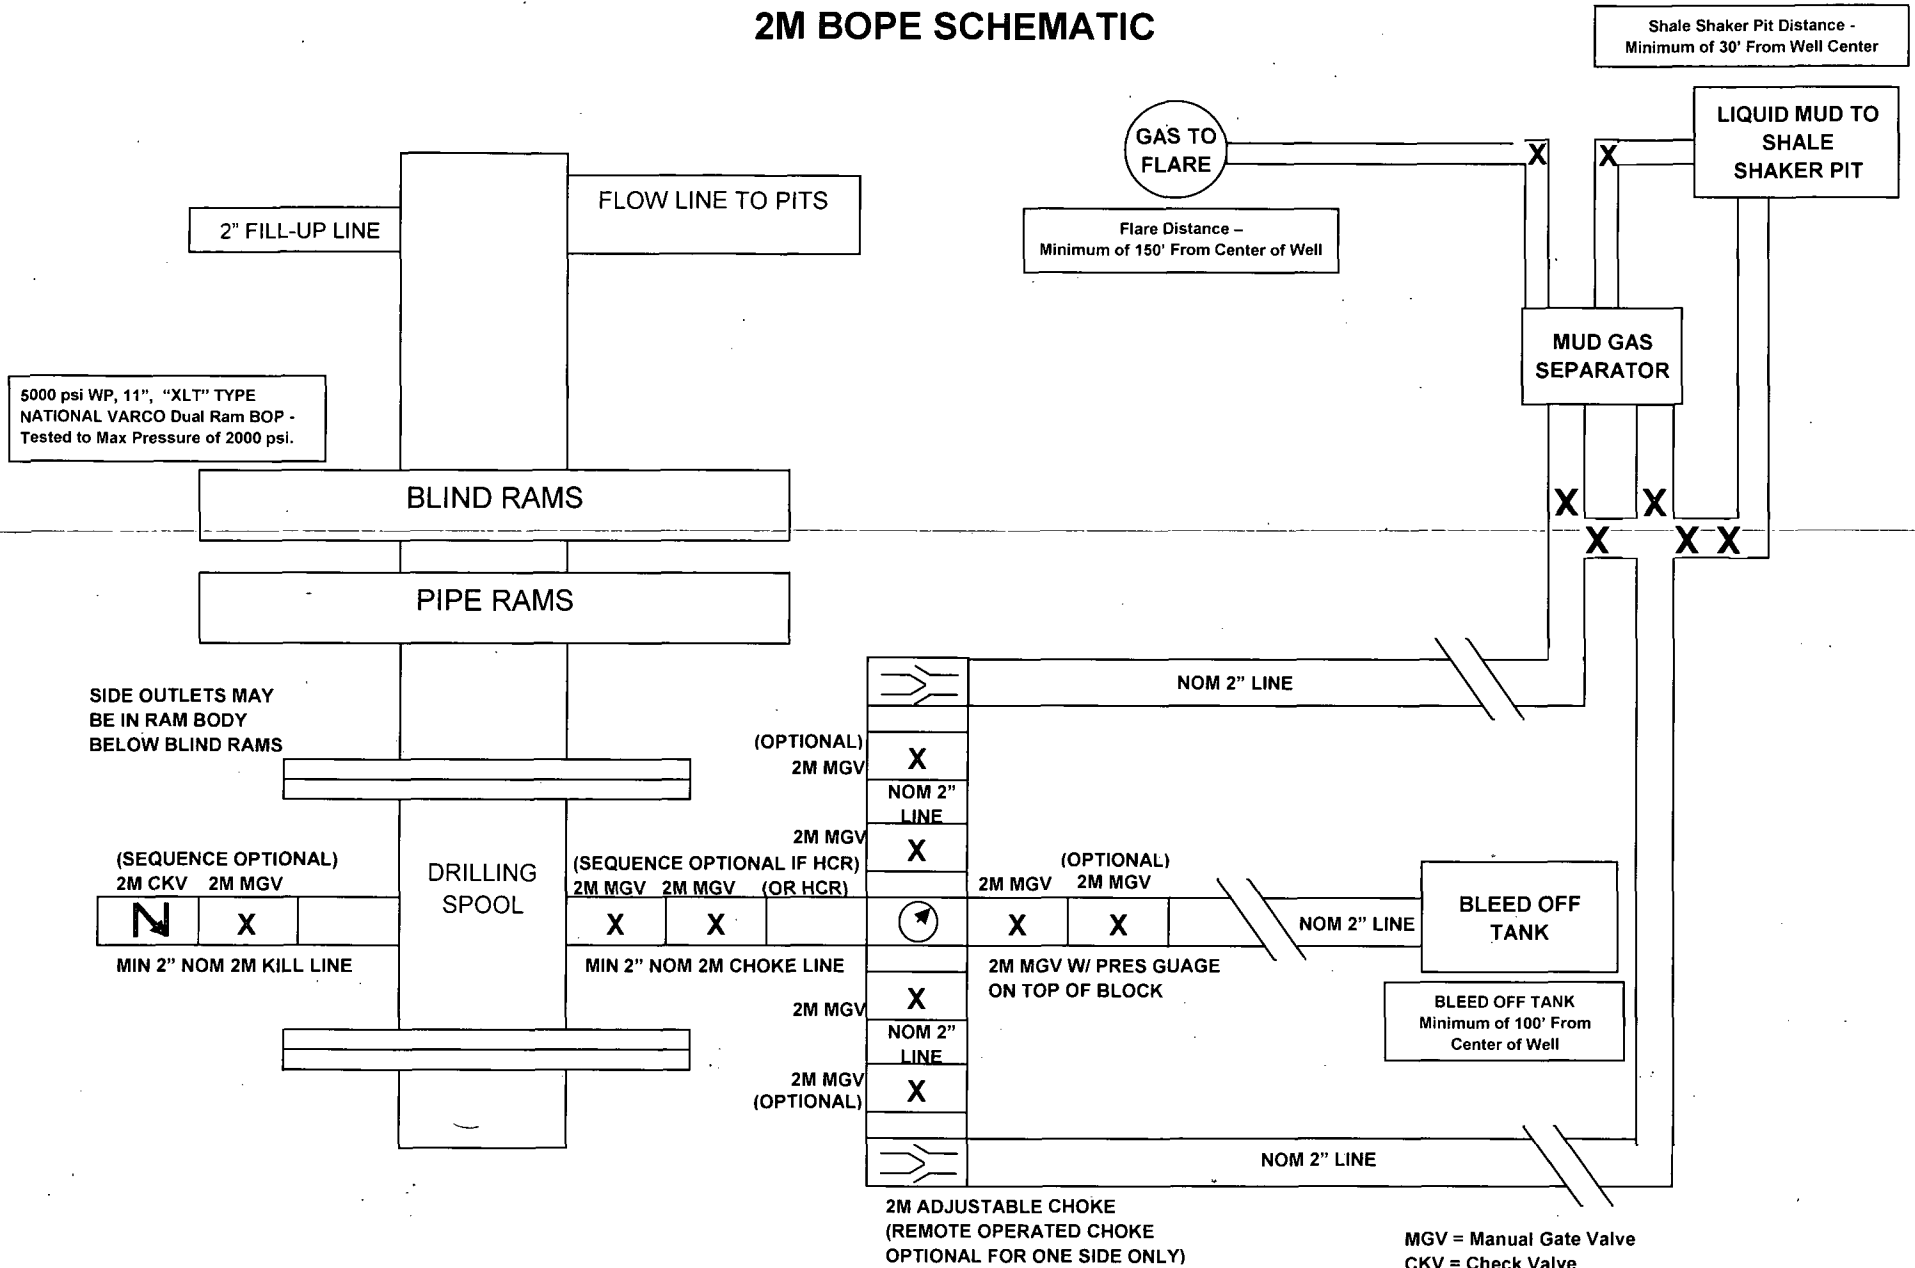 2M BOPE SCHEMATIC
Shale Shaker Pit Distance -
Minimum of 30' From Well Center
LIQUID MUD TO
SHALE
SHAKER PIT
GAS TO
FLARE
X
X
FLOW LINE TO PITS
2” FILL-UP LINE
Flare Distance –
Minimum of 150' From Center of Well
MUD GAS
SEPARATOR
5000 psi WP, 11”, “XLT” TYPE
NATIONAL VARCO Dual Ram BOP -
Tested to Max Pressure of 2000 psi.
BLIND RAMS
X
X
X
X X
PIPE RAMS
SIDE OUTLETS MAY
BE IN RAM BODY
BELOW BLIND RAMS
NOM 2” LINE
(OPTIONAL)
2M MGV
X
NOM 2”
LINE
2M MGV
X
(SEQUENCE OPTIONAL)
2M CKV 2M MGV
X
MIN 2” NOM 2M KILL LINE
DRILLING
SPOOL
(SEQUENCE OPTIONAL IF HCR)
2M MGV 2M MGV (OR HCR)
X X
MIN 2” NOM 2M CHOKE LINE
(OPTIONAL)
2M MGV 2M MGV
X X
NOM 2” LINE
2M MGV W/ PRES GUAGE
ON TOP OF BLOCK
BLEED OFF
TANK
BLEED OFF TANK
Minimum of 100' From
Center of Well
2M MGV
X
NOM 2”
LINE
2M MGV
(OPTIONAL)
X
NOM 2” LINE
2M ADJUSTABLE CHOKE
(REMOTE OPERATED CHOKE
OPTIONAL FOR ONE SIDE ONLY)
MGV = Manual Gate Valve
CKV = Check Valve